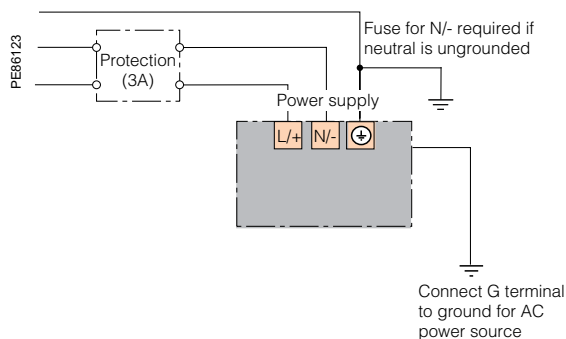 PE86123
Fuse for N/- required if
neutral is ungrounded
Protection
(3A)
Power supply
L/+ N/-
Connect G terminal
to ground for AC
power source